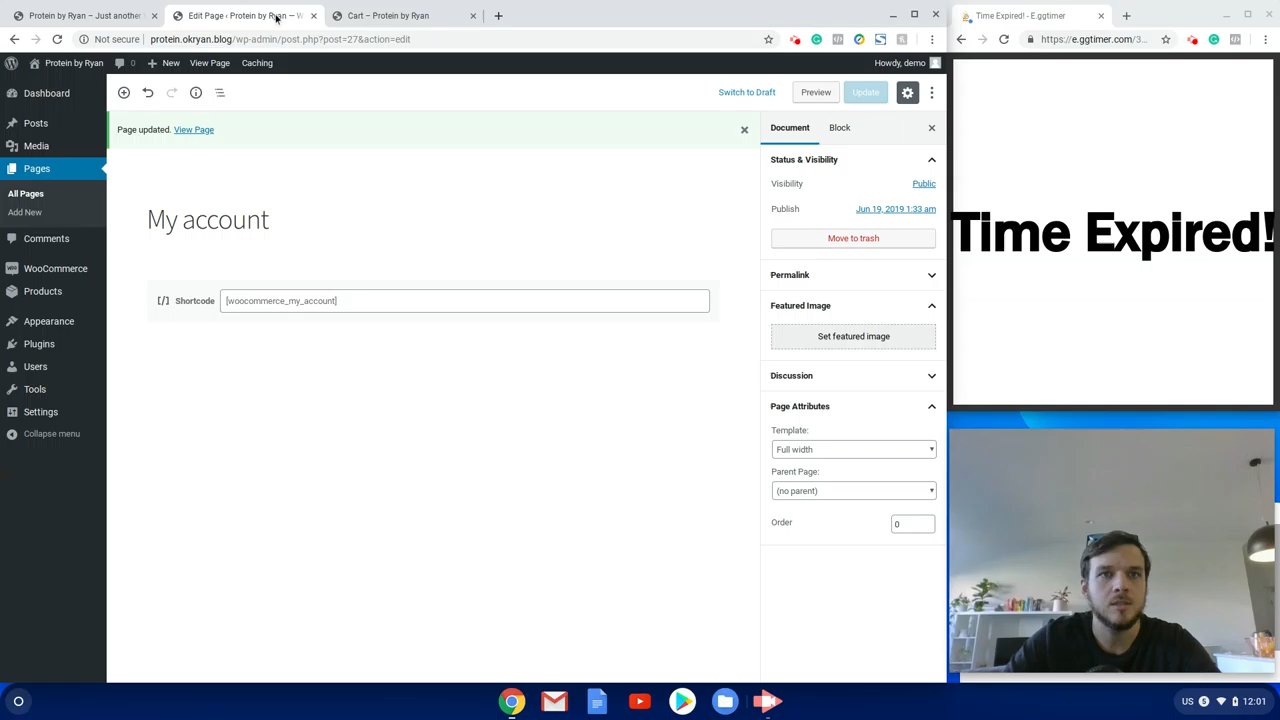 Protein by Ryan – Just another
Edit Page ‹ Protein by Ryan — W
Cart – Protein by Ryan
Time Expired! - E.ggtimer
Not secure
protein.okryan.blog/wp-admin/post.php?post=27&action=edit
https://e.ggtimer.com/3...
Protein by Ryan
0
New
View Page
Caching
Howdy, demo
Dashboard
Posts
Media
Pages
All Pages
Add New
Comments
WooCommerce
Products
Appearance
Plugins
Users
Tools
Settings
Collapse menu
Switch to Draft
Preview
Update
Page updated. View Page
My account
[/] Shortcode
[woocommerce_my_account]
Document
Block
Status & Visibility
Visibility
Public
Publish
Jun 19, 2019 1:33 am
Move to trash
Permalink
Featured Image
Set featured image
Discussion
Page Attributes
Template:
Full width
Parent Page:
(no parent)
Order
0
Time Expired!
US
5
12:01